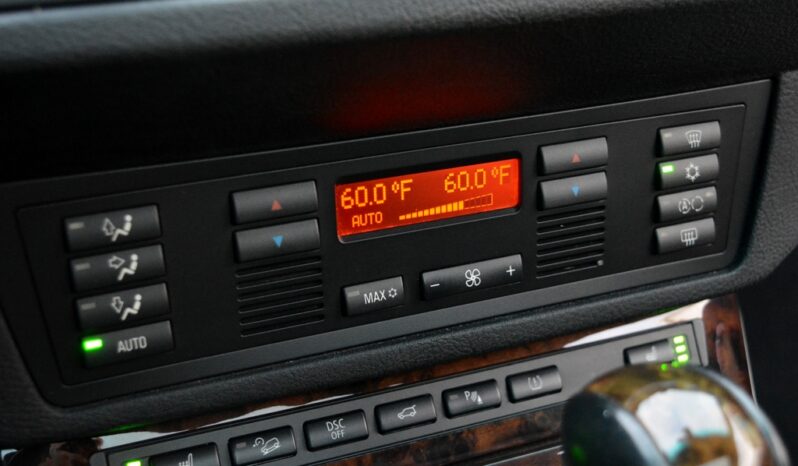 60.0 °F 60.0 °F
AUTO
MAX
- +
AUTO
DSC
OFF
P